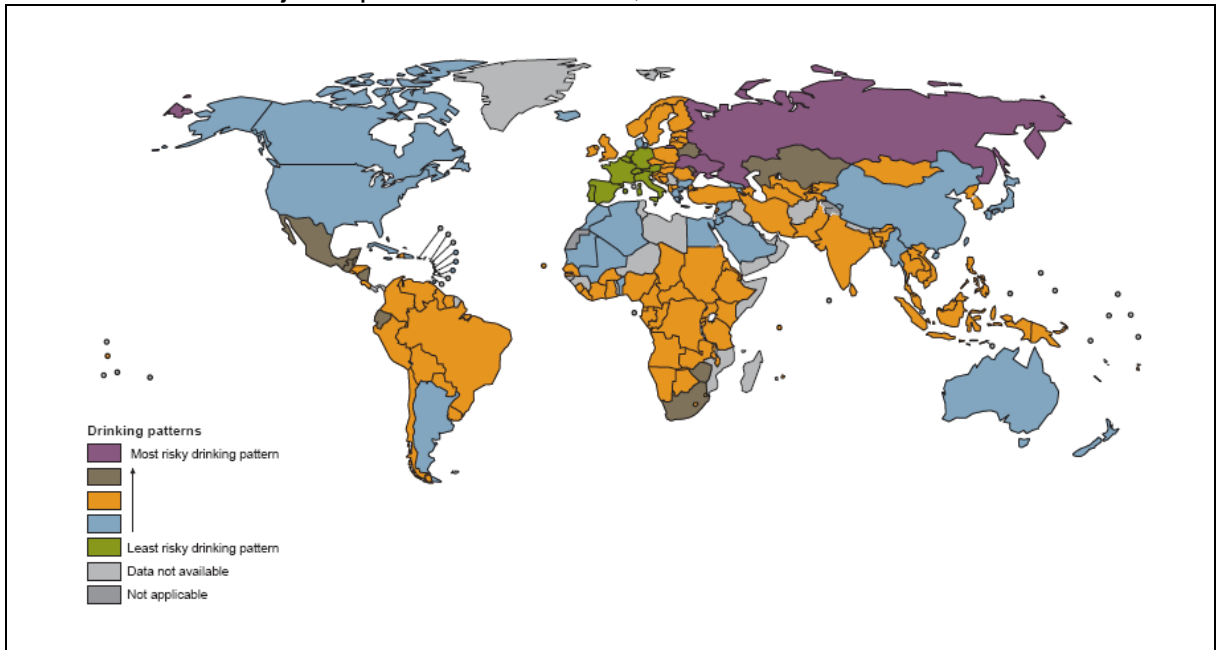 Drinking patterns
Most risky drinking pattern
Least risky drinking pattern
Data not available
Not applicable